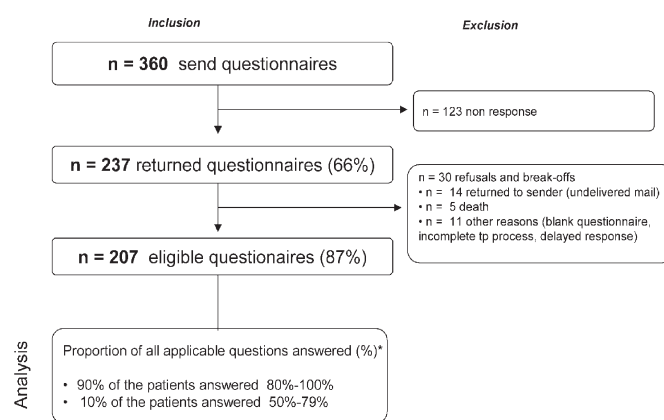 Inclusion
Exclusion
n = 360 send questionnaires
n = 123 non response
n = 237 returned questionnaires (66%)
n = 30 refusals and break-offs
• n = 14 returned to sender (undelivered mail)
• n = 5 death
• n = 11 other reasons (blank questionnaire,
incomplete tp process, delayed response)
n = 207 eligible questionaires (87%)
Analysis
Proportion of all applicable questions answered (%)*
• 90% of the patients answered 80%-100%
• 10% of the patients answered 50%-79%